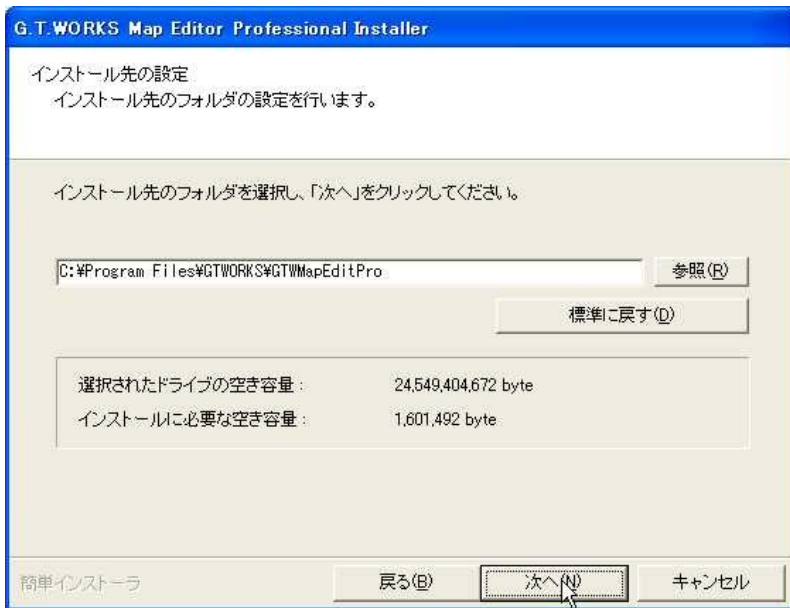 G.T.WORKS Map Editor Professional Installer
インストール先の設定
インストール先のフォルダの設定を行います。
インストール先のフォルダを選択し、「次へ」をクリックしてください。
C:¥Program Files¥GTWORKS¥GTWMapEditPro
参照(R)
標準に戻す(D)
選択されたドライブの空き容量 : 24,549,404,672 byte
インストールに必要な空き容量 : 1,601,492 byte
簡単インストーラ
戻る(B)
次へ(N)
キャンセル